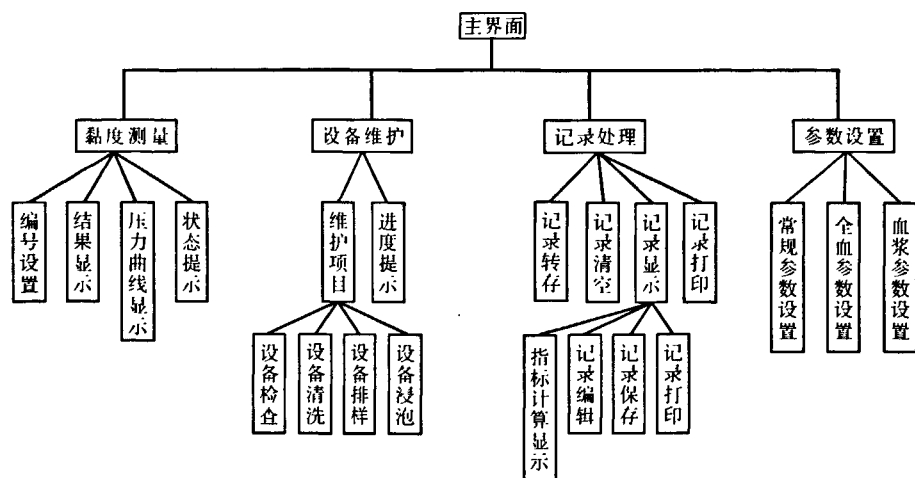 主界面
黏度测量
设备维护
记录处理
参数设置
编号设置
结果显示
压力曲线显示
状态提示
维护项目
进度提示
记录转存
记录清空
记录显示
记录打印
常规参数设置
全血参数设置
血浆参数设置
设备检查
设备清洗
设备排样
设备浸泡
指标计算显示
记录编辑
记录保存
记录打印